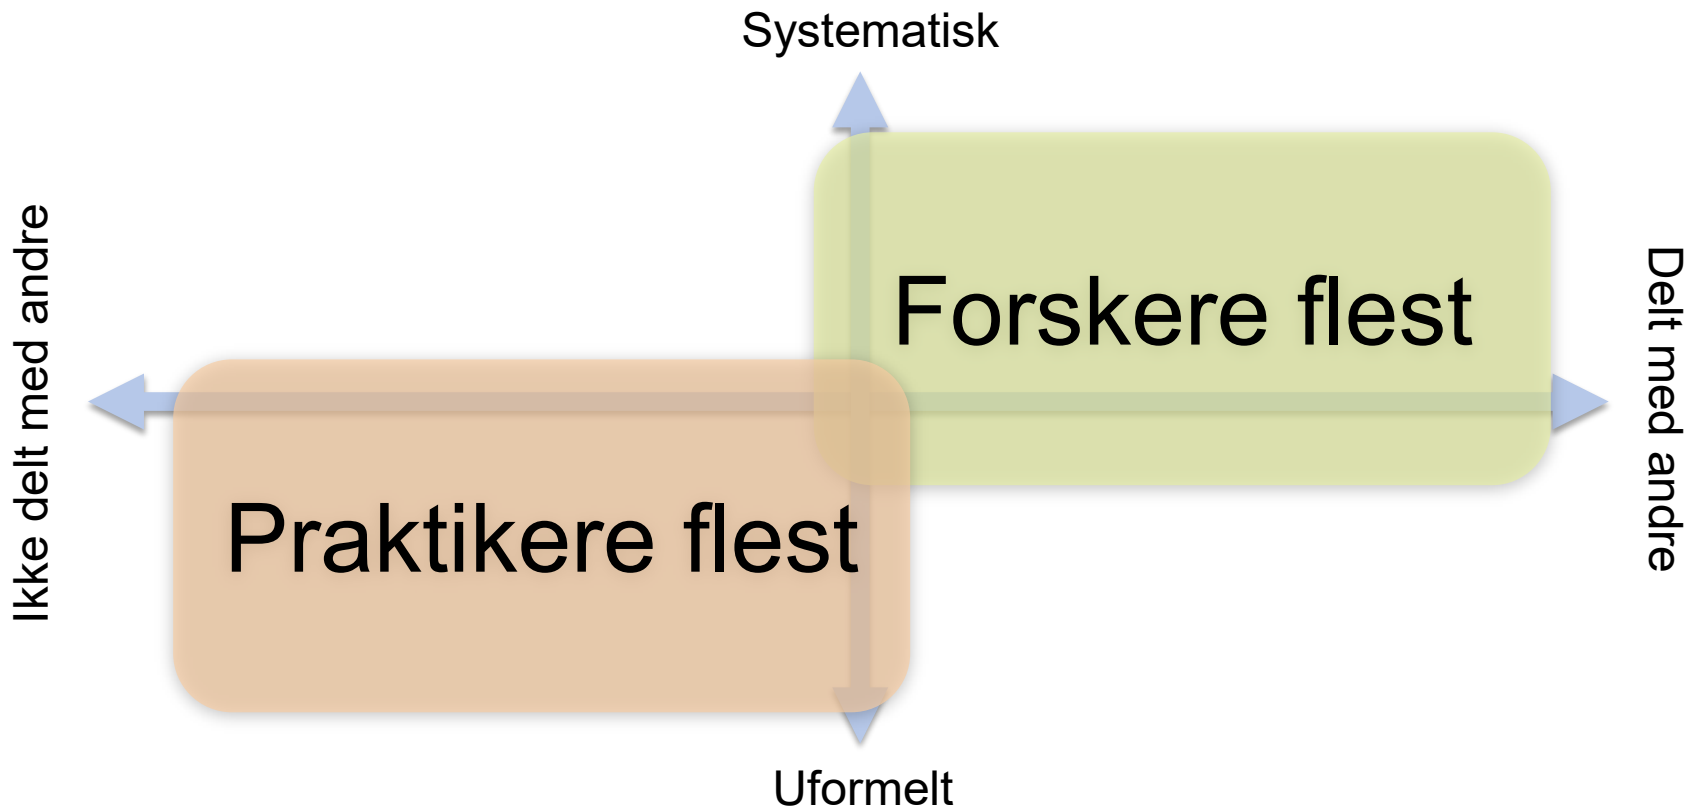 Systematisk
Ikke delt med andre
Forskere flest
Delt med andre
Praktikere flest
Uformelt